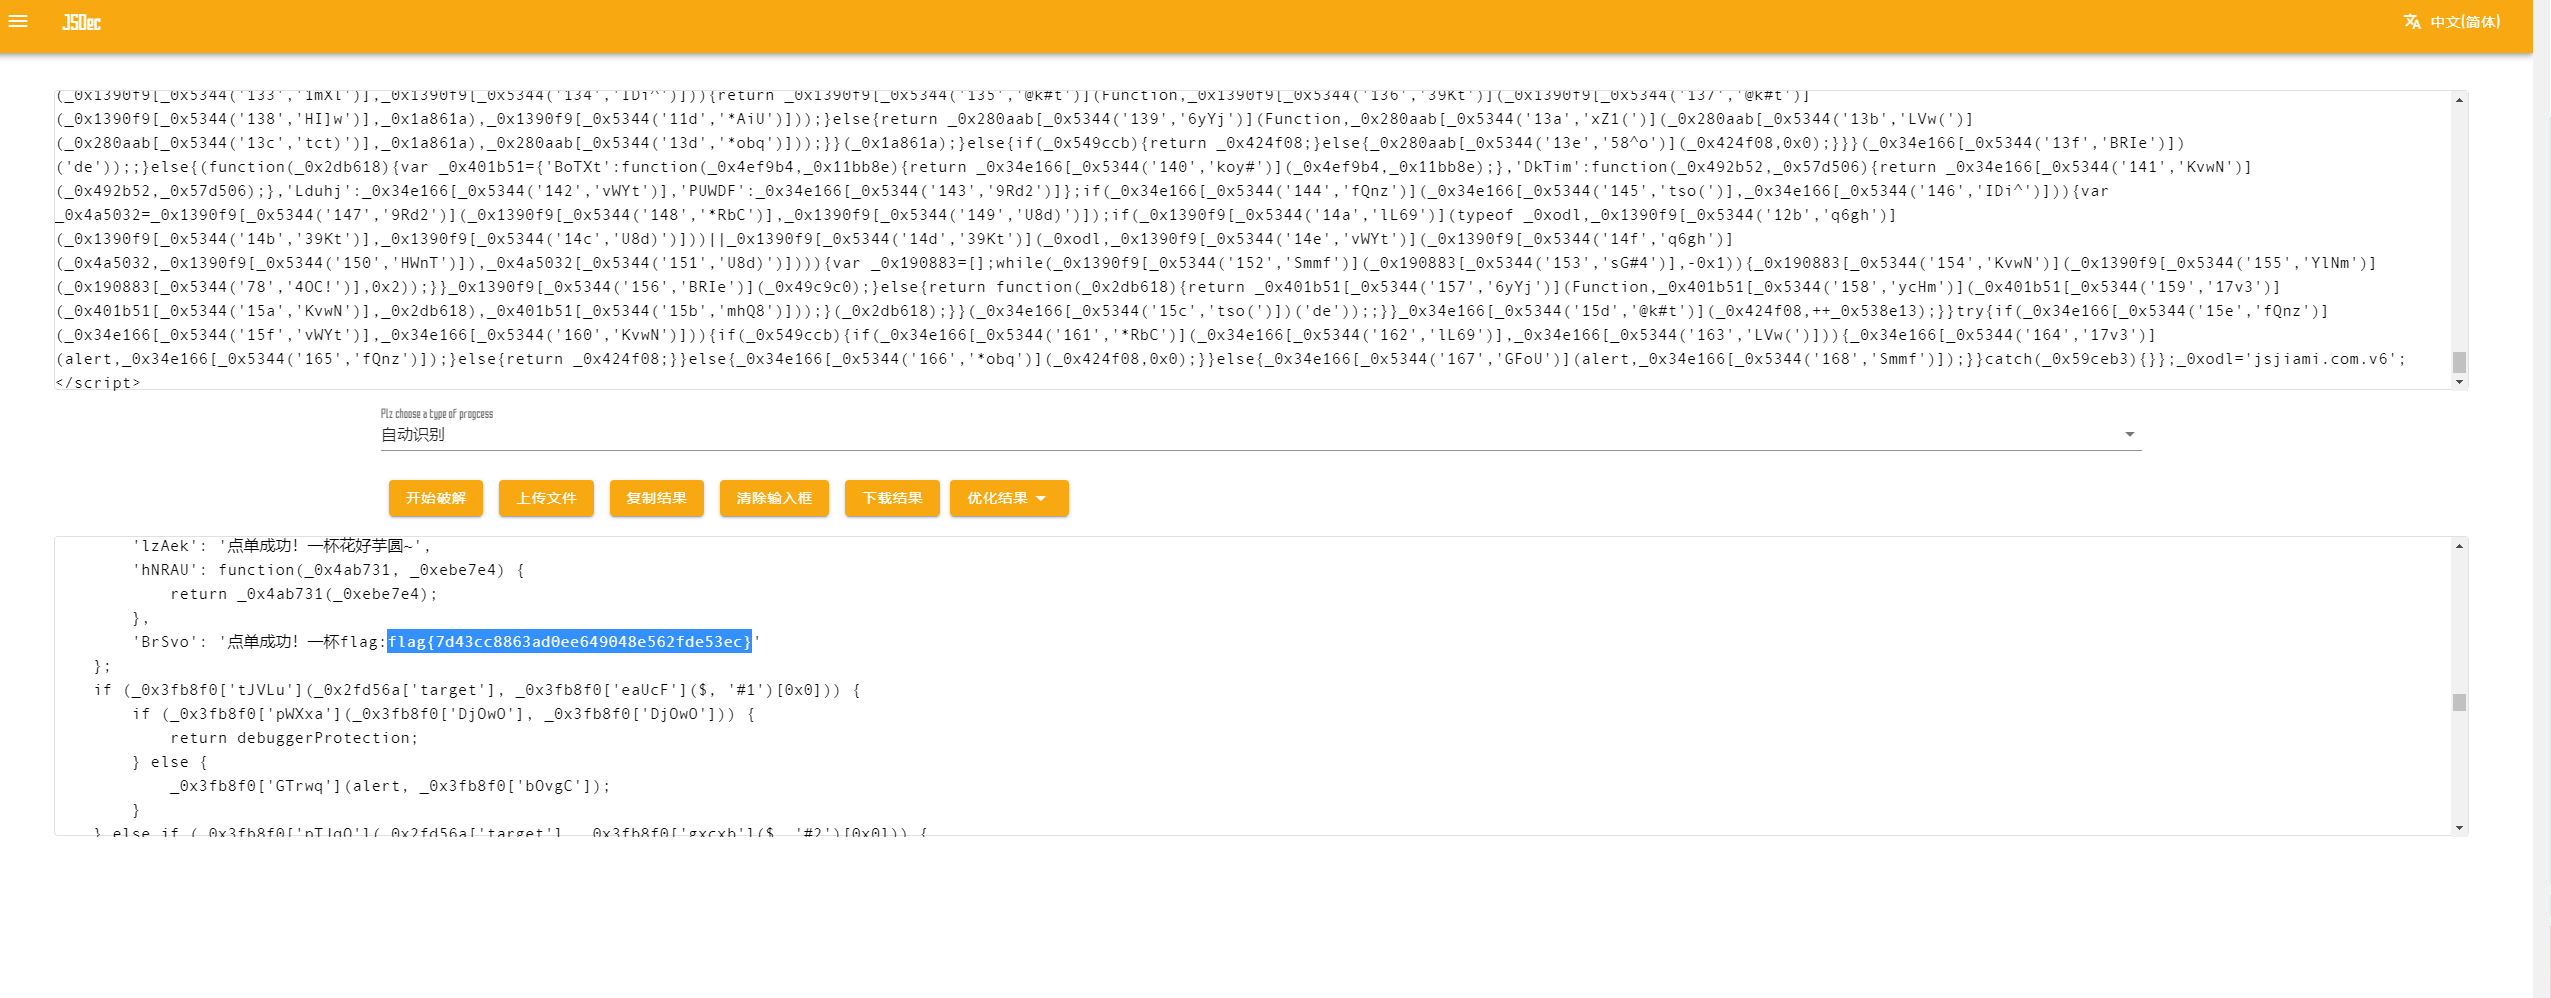 JSDec
中文(简体)
(_0x1390f9[_0x5344('133','1mXl')],_0x1390f9[_0x5344('134','IDi^')])){return _0x1390f9[_0x5344('135','@k#t')](Function,_0x1390f9[_0x5344('136','39Kt')](_0x1390f9[_0x5344('137','@k#t')]
(_0x1390f9[_0x5344('138','HI]w')],_0x1a861a),_0x1390f9[_0x5344('11d','*AiU')]));}else{return _0x280aab[_0x5344('139','6yYj')](Function,_0x280aab[_0x5344('13a','xZ1(')](_0x280aab[_0x5344('13b','LVw(')]
(_0x280aab[_0x5344('13c','tct)')],_0x1a861a),_0x280aab[_0x5344('13d','*obq')]));}}(_0x1a861a);}else{if(_0x549ccb){return _0x424f08;}else{_0x280aab[_0x5344('13e','58^o')](_0x424f08,0x0);}}}(_0x34e166[_0x5344('13f','BRIe')])
('de'));;}else{(function(_0x2db618){var _0x401b51={'BoTXt':function(_0x4ef9b4,_0x11bb8e){return _0x34e166[_0x5344('140','koy#')](_0x4ef9b4,_0x11bb8e);},'DkTim':function(_0x492b52,_0x57d506){return _0x34e166[_0x5344('141','KvwN')]
(_0x492b52,_0x57d506);},'Lduhj':_0x34e166[_0x5344('142','vWYt')],'PUWDF':_0x34e166[_0x5344('143','9Rd2')]};if(_0x34e166[_0x5344('144','fQnz')](_0x34e166[_0x5344('145','tso(')],_0x34e166[_0x5344('146','IDi^')])){var
_0x4a5032=_0x1390f9[_0x5344('147','9Rd2')](_0x1390f9[_0x5344('148','*RbC')],_0x1390f9[_0x5344('149','U8d)')]);if(_0x1390f9[_0x5344('14a','lL69')](typeof _0xodl,_0x1390f9[_0x5344('12b','q6gh')]
(_0x1390f9[_0x5344('14b','39Kt')],_0x1390f9[_0x5344('14c','U8d)')]))||_0x1390f9[_0x5344('14d','39Kt')](_0xodl,_0x1390f9[_0x5344('14e','vWYt')](_0x1390f9[_0x5344('14f','q6gh')]
(_0x4a5032,_0x1390f9[_0x5344('150','HWnT')]),_0x4a5032[_0x5344('151','U8d)')]))){var _0x190883=[];while(_0x1390f9[_0x5344('152','Smmf')](_0x190883[_0x5344('153','sG#4')],-0x1)){_0x190883[_0x5344('154','KvwN')](_0x1390f9[_0x5344('155','YlNm')]
(_0x190883[_0x5344('78','4OC!')],0x2));}}_0x1390f9[_0x5344('156','BRIe')](_0x49c9c0);}else{return function(_0x2db618){return _0x401b51[_0x5344('157','6yYj')](Function,_0x401b51[_0x5344('158','ycHm')](_0x401b51[_0x5344('159','17v3')]
(_0x401b51[_0x5344('15a','KvwN')],_0x2db618),_0x401b51[_0x5344('15b','mhQ8')]));}(_0x2db618);}}(_0x34e166[_0x5344('15c','tso(')])('de'));;}}_0x34e166[_0x5344('15d','@k#t')](_0x424f08,++_0x538e13);}}try{if(_0x34e166[_0x5344('15e','fQnz')]
(_0x34e166[_0x5344('15f','vWYt')],_0x34e166[_0x5344('160','KvwN')])){if(_0x549ccb){if(_0x34e166[_0x5344('161','*RbC')](_0x34e166[_0x5344('162','lL69')],_0x34e166[_0x5344('163','LVw(')])){_0x34e166[_0x5344('164','17v3')]
(alert,_0x34e166[_0x5344('165','fQnz')]);}else{return _0x424f08;}}else{_0x34e166[_0x5344('166','*obq')](_0x424f08,0x0);}}else{_0x34e166[_0x5344('167','GFoU')](alert,_0x34e166[_0x5344('168','Smmf')]);}}catch(_0x59ceb3){}};_0xodl='jsjiami.com.v6';
</script>
Plz choose a type of progcess
自动识别
开始破解 上传文件 复制结果 清除输入框 下载结果 优化结果
'lzAek': '点单成功！一杯花好芋圆~',
'hNRAU': function(_0x4ab731, _0xebe7e4) {
return _0x4ab731(_0xebe7e4);
},
'BrSvo': '点单成功！一杯flag:flag{7d43cc8863ad0ee649048e562fde53ec}'
};
if (_0x3fb8f0['tJVLu'](_0x2fd56a['target'], _0x3fb8f0['eaUcF']($, '#1')[0x0])) {
if (_0x3fb8f0['pWXxa'](_0x3fb8f0['DjOwO'], _0x3fb8f0['DjOwO'])) {
return debuggerProtection;
} else {
_0x3fb8f0['GTrwq'](alert, _0x3fb8f0['bOvgC']);
}
} else if (_0x3fb8f0['pTJqO'](_0x2fd56a['target'], _0x3fb8f0['gxcxb']($, '#2')[0x0])) {